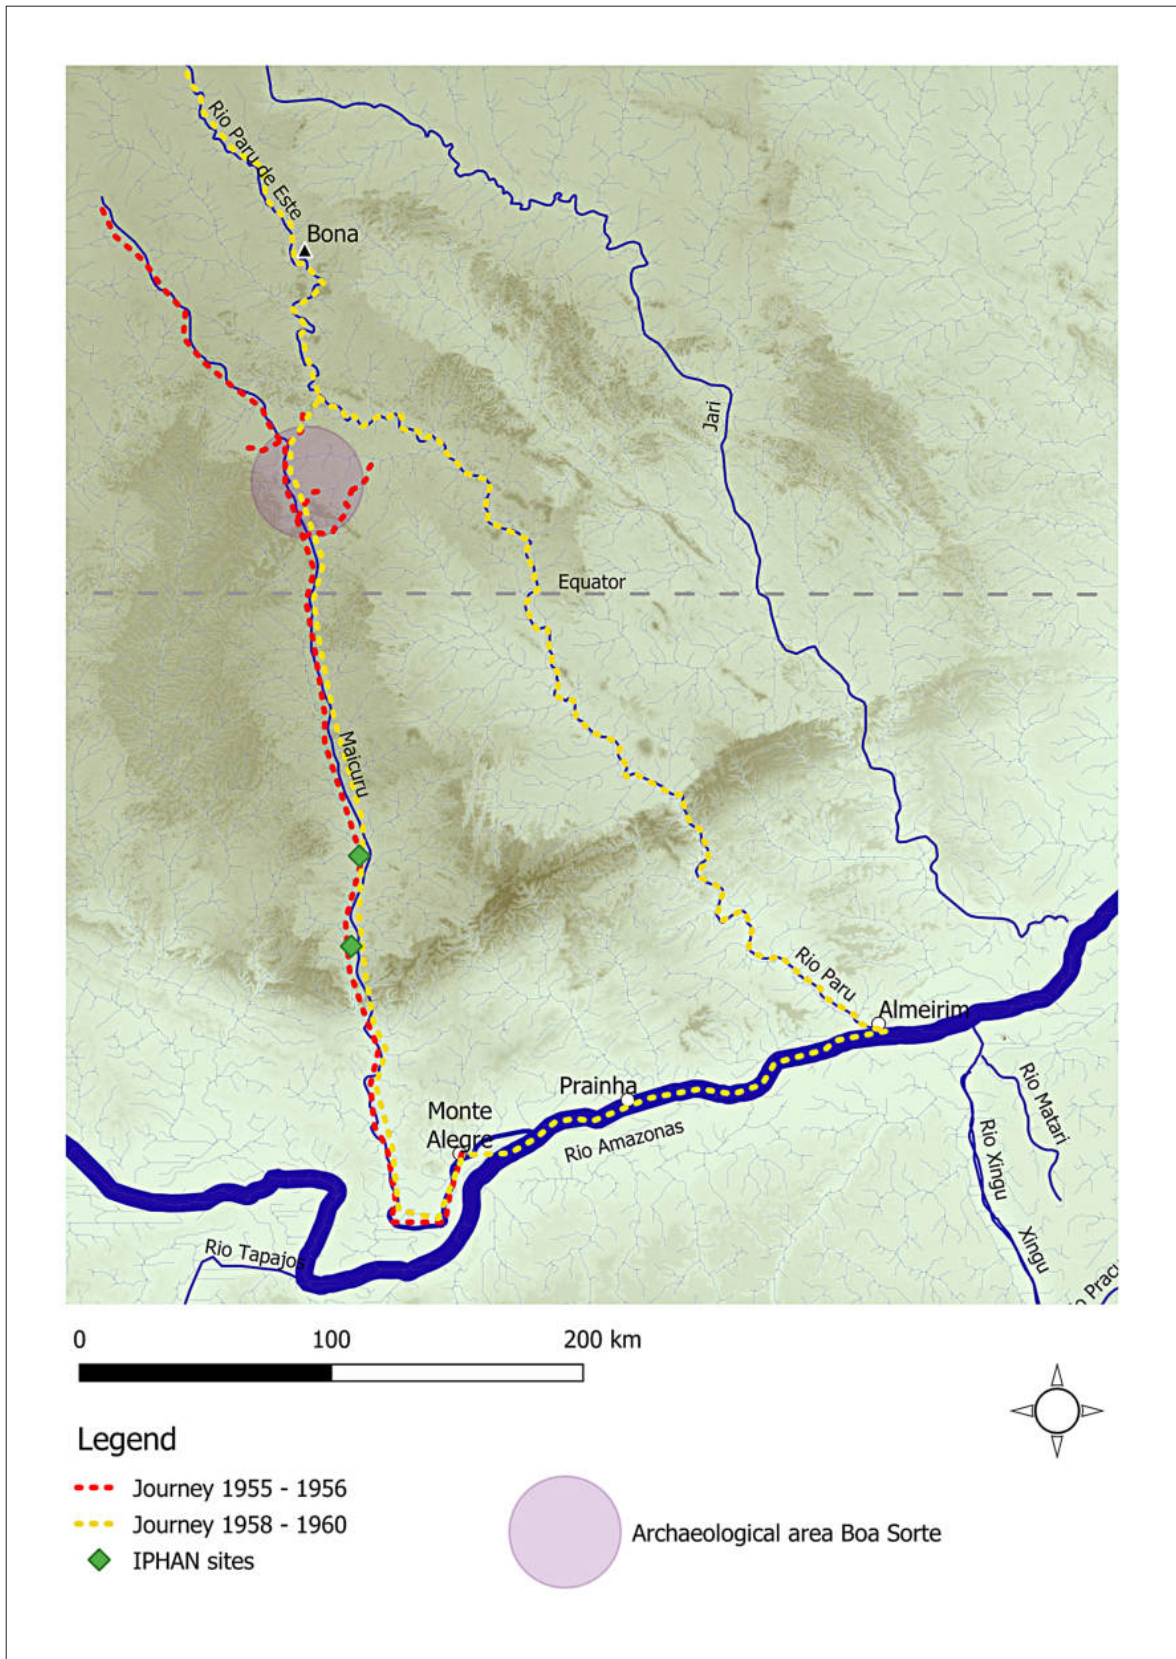 Rio Paru de Este
Bona
Jari
Equator
Maicuru
Rio Paru
Almeirim
Prainha
Monte
Alegre
Rio Amazonas
Rio Matari
Rio Xingu
Xingu
Rio Tapajos
o Pracu
0 100 200 km
Legend
Journey 1955 - 1956
Journey 1958 - 1960
IPHAN sites
Archaeological area Boa Sorte